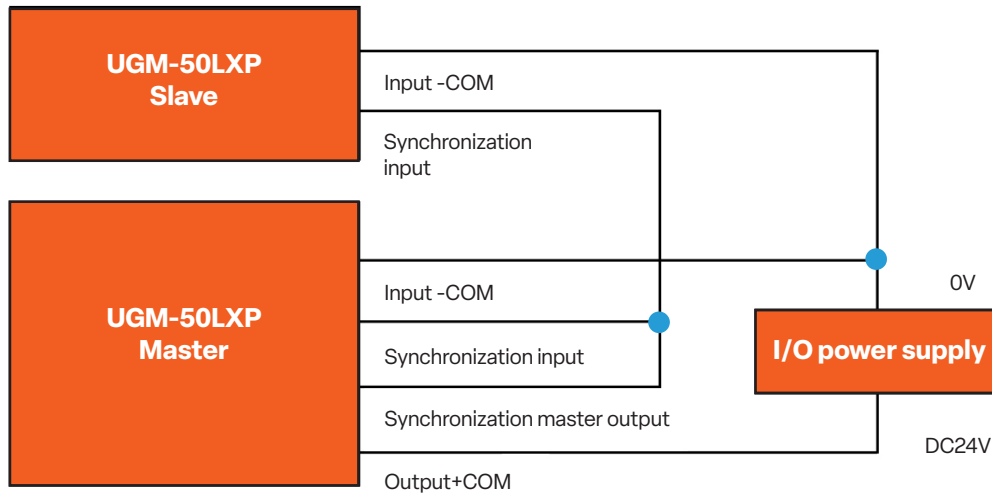 UGM-50LXP
Slave
Input -COM
Synchronization
input
UGM-50LXP
Master
Input -COM
Synchronization input
Synchronization master output
Output+COM
0V
I/O power supply
DC24V